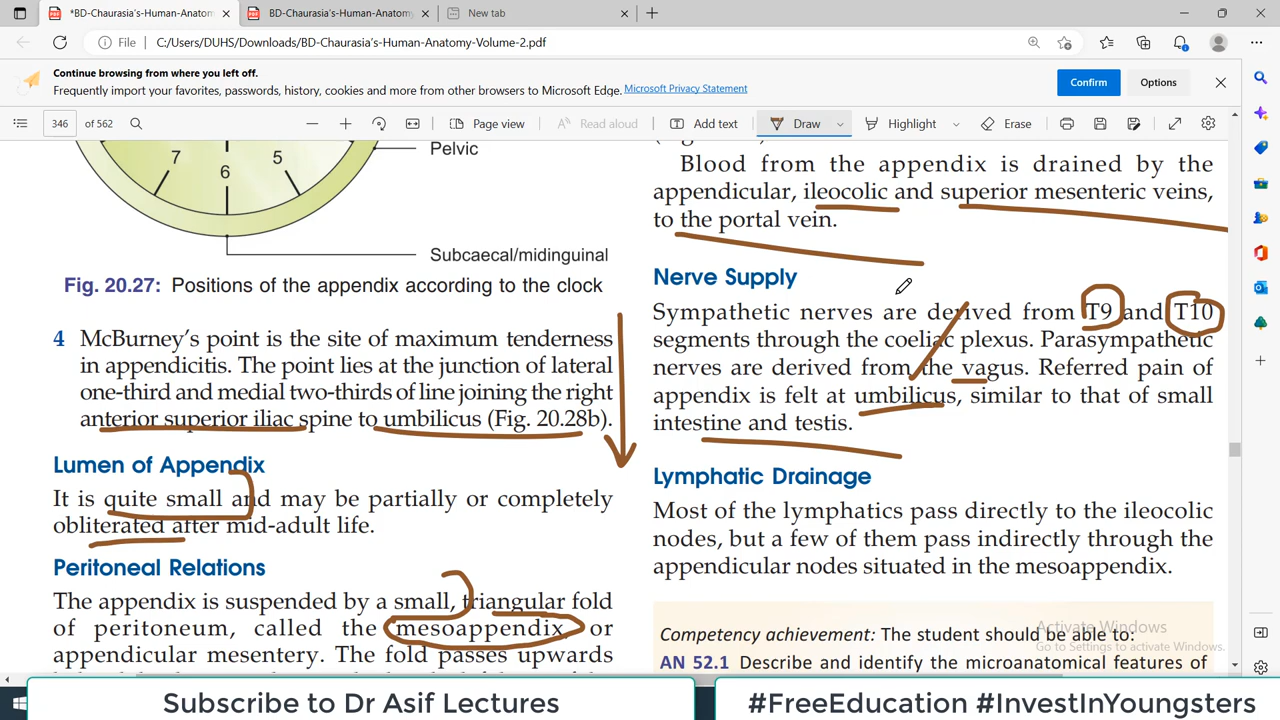 *BD-Chaurasia's-Human-Anatomy-
BD-Chaurasia's-Human-Anatomy-V
New tab
File
C:/Users/DUHS/Downloads/BD-Chaurasia's-Human-Anatomy-Volume-2.pdf
Continue browsing from where you left off.
Frequently import your favorites, passwords, history, cookies and more from other browsers to Microsoft Edge. Microsoft Privacy Statement
Confirm
Options
346 of 562
Page view
Read aloud
Add text
Draw
Highlight
Erase
7
6
5
Pelvic
Subcaecal/midinguinal
Fig. 20.27: Positions of the appendix according to the clock
4 McBurney's point is the site of maximum tenderness
in appendicitis. The point lies at the junction of lateral
one-third and medial two-thirds of line joining the right
anterior superior iliac spine to umbilicus (Fig. 20.28b).
Lumen of Appendix
It is quite small and may be partially or completely
obliterated after mid-adult life.
Peritoneal Relations
The appendix is suspended by a small, triangular fold
of peritoneum, called the mesoappendix, or
appendicular mesentery. The fold passes upwards
Blood from the appendix is drained by the
appendicular, ileocolic and superior mesenteric veins,
to the portal vein.
Nerve Supply
Sympathetic nerves are derived from T9 and T10
segments through the coeliac plexus. Parasympathetic
nerves are derived from the vagus. Referred pain of
appendix is felt at umbilicus, similar to that of small
intestine and testis.
Lymphatic Drainage
Most of the lymphatics pass directly to the ileocolic
nodes, but a few of them pass indirectly through the
appendicular nodes situated in the mesoappendix.
Competency achievement: The student should be able to:
AN 52.1 Describe and identify the microanatomical features of
Activate Windows
Go to Settings to activate Windows.
Subscribe to Dr Asif Lectures
#FreeEducation #InvestInYoungsters